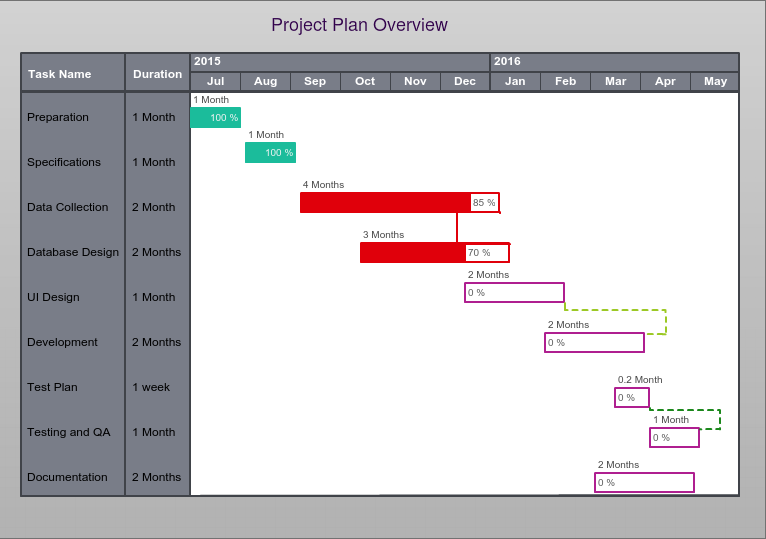 Project Plan Overview
Task Name Duration 2015 2016
Jul Aug Sep Oct Nov Dec Jan Feb Mar Apr May
1 Month
Preparation 1 Month 100 %
1 Month
Specifications 1 Month 100 %
4 Months
Data Collection 2 Month 85 %
3 Months
Database Design 2 Months 70 %
2 Months
UI Design 1 Month 0 %
2 Months
Development 2 Months 0 %
0.2 Month
Test Plan 1 week 0 %
1 Month
Testing and QA 1 Month 0 %
2 Months
Documentation 2 Months 0 %